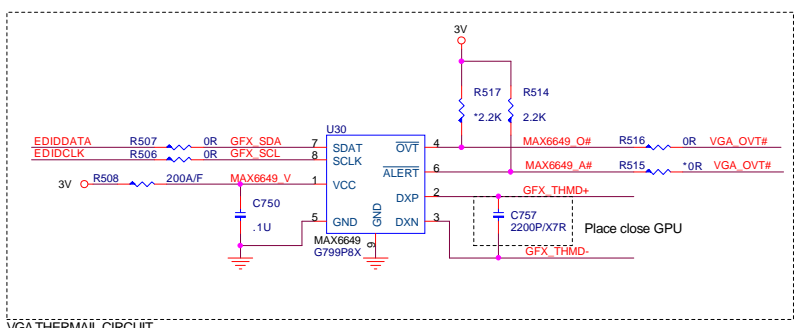 3V
R517 R514
*2.2K 2.2K
U30
EDIDDATA R507 0R GFX_SDA 7 SDAT OVT 4 MAX6649_O# R516 0R VGA_OVT#
EDIDCLK R506 0R GFX_SCL 8 SCLK
ALERT 6 MAX6649_A# R515 *0R VGA_OVT#
3V R508 200A/F MAX6649_V 1 VCC
DXP 2 GFX_THMD+
C750
.1U
5 GND GND DXN 3
C757
2200P/X7R
Place close GPU
MAX6649
G799P8X
9
GFX_THMD-
VGA THERMAIL CIRCUIT